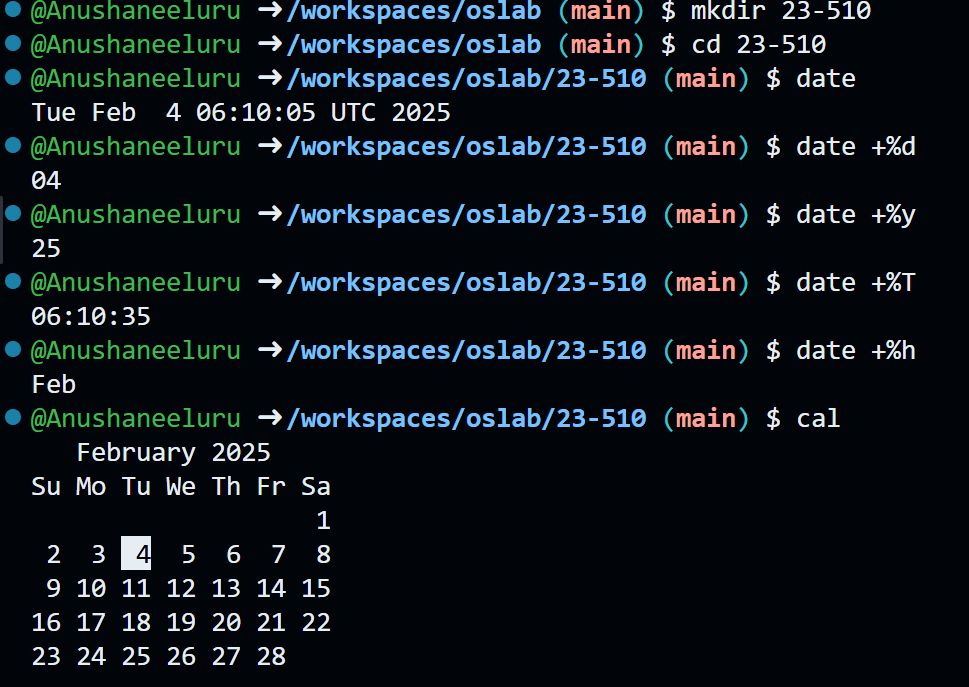 @Anushaneeluru ➜/workspaces/oslab (main) $ mkdir 23-510
@Anushaneeluru ➜/workspaces/oslab (main) $ cd 23-510
@Anushaneeluru ➜/workspaces/oslab/23-510 (main) $ date
Tue Feb  4 06:10:05 UTC 2025
@Anushaneeluru ➜/workspaces/oslab/23-510 (main) $ date +%d
04
@Anushaneeluru ➜/workspaces/oslab/23-510 (main) $ date +%y
25
@Anushaneeluru ➜/workspaces/oslab/23-510 (main) $ date +%T
06:10:35
@Anushaneeluru ➜/workspaces/oslab/23-510 (main) $ date +%h
Feb
@Anushaneeluru ➜/workspaces/oslab/23-510 (main) $ cal
   February 2025
Su Mo Tu We Th Fr Sa
                   1
 2  3  4  5  6  7  8
 9 10 11 12 13 14 15
16 17 18 19 20 21 22
23 24 25 26 27 28